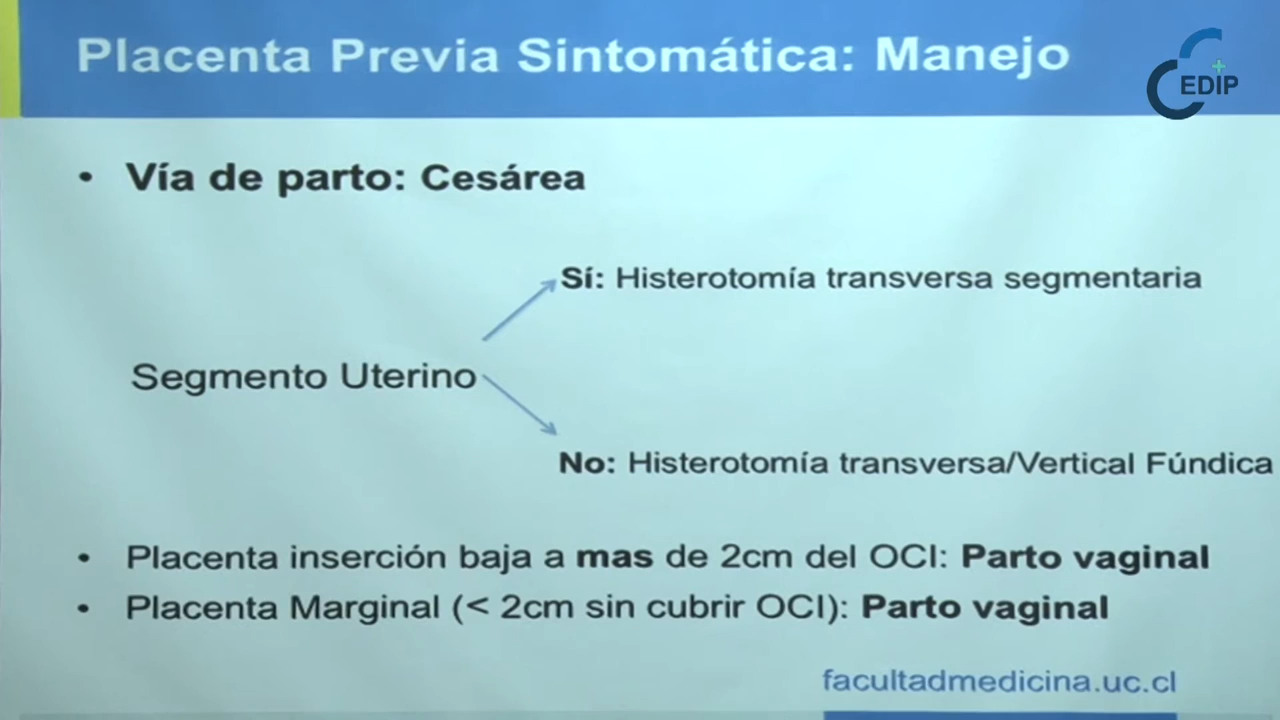 Placenta Previa Sintomática: Manejo
EDIP
• Vía de parto: Cesárea
Sí: Histerotomía transversa segmentaria
Segmento Uterino
No: Histerotomía transversa/Vertical Fúndica
• Placenta inserción baja a mas de 2cm del OCI: Parto vaginal
• Placenta Marginal (< 2cm sin cubrir OCI): Parto vaginal
facultadmedicina.uc.cl